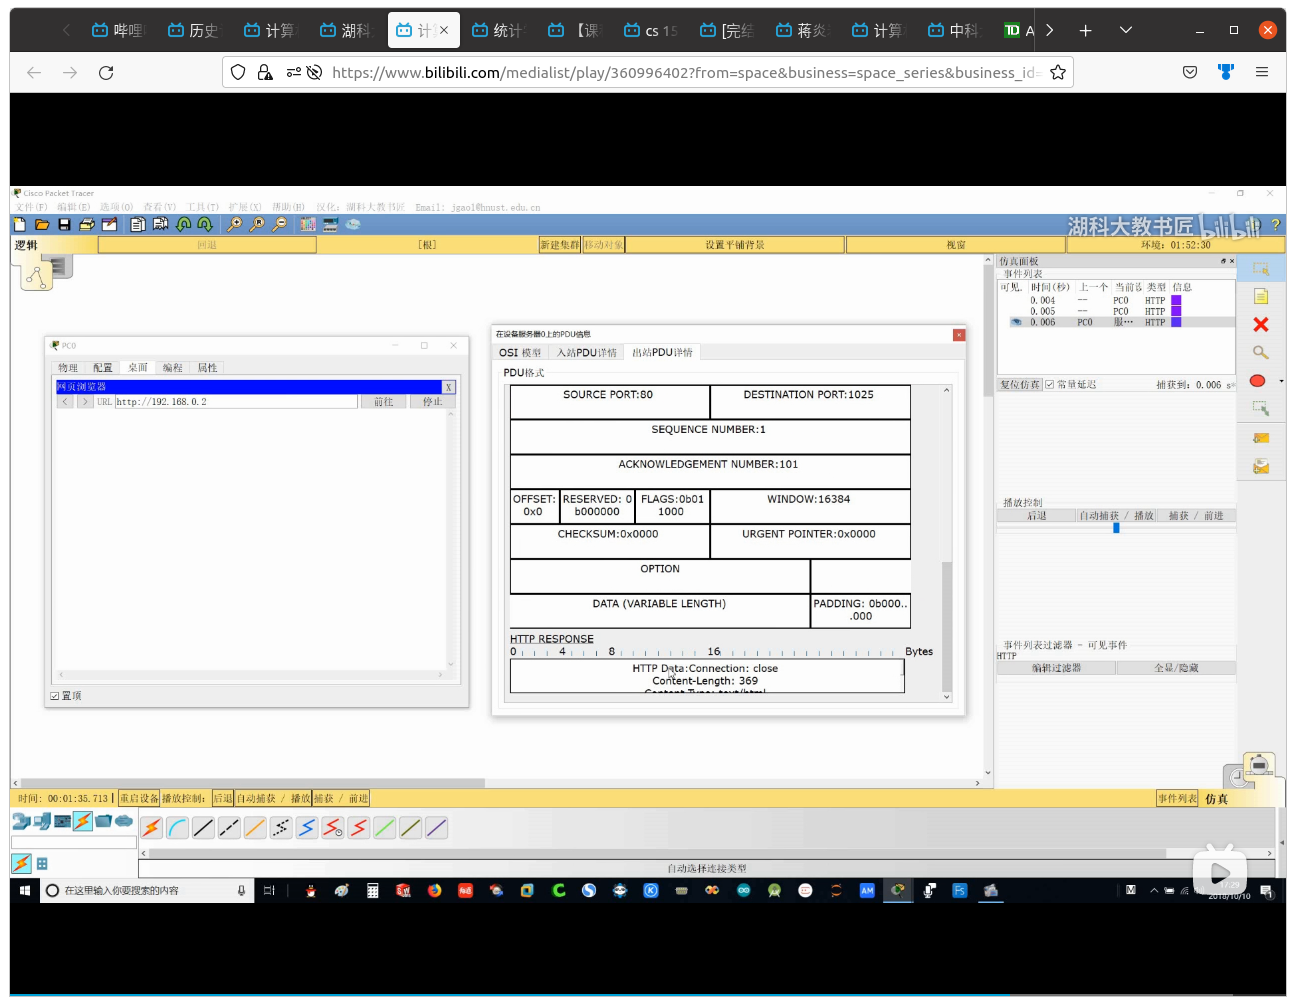 哔哩
历史
计算
湖科
计
统计
【课
cs 15
[完结
蒋炎
计算
中科
TD A
https://www.bilibili.com/medialist/play/360996402?from=space&business=space_series&business_id=
Cisco Packet Tracer
文件(F) 编辑(E) 选项(O) 查看(V) 工具(T) 扩展(X) 帮助(H) 汉化: 湖科大教书匠 Email: jgaol@hnust.edu.cn
湖科大教书匠 bilibili
逻辑 回退 [根] 新建集群 移动对象 设置平铺背景 视窗 环境: 01:52:30
仿真面板
事件列表
可见. 时间(秒) 上一个 当前设 类型 信息
0.004 -- PC0 HTTP
0.005 -- PC0 HTTP
0.006 PC0 服… HTTP
复位仿真 常量延迟 捕获到: 0.006 s
播放控制
后退 自动捕获 / 播放 捕获 / 前进
事件列表过滤器 - 可见事件
HTTP
编辑过滤器 全显/隐藏
PC0
物理 配置 桌面 编程 属性
网页浏览器 X
< > URL http://192.168.0.2 前往 停止
置顶
在设备服务器0上的PDU信息
OSI 模型 入站PDU详情 出站PDU详情
PDU格式
SOURCE PORT:80 DESTINATION PORT:1025
SEQUENCE NUMBER:1
ACKNOWLEDGEMENT NUMBER:101
OFFSET: 0x0 RESERVED: 0b000000 FLAGS:0b011000 WINDOW:16384
CHECKSUM:0x0000 URGENT POINTER:0x0000
OPTION
DATA (VARIABLE LENGTH) PADDING: 0b000...000
HTTP RESPONSE
0 4 8 16 Bytes
HTTP Data:Connection: close
Content-Length: 369
Content-Type: text/html
时间: 00:01:35.713 重启设备 播放控制: 后退 自动捕获 / 播放 捕获 / 前进 事件列表 仿真
自动选择连接类型
在这里输入你要搜索的内容
17:29
2018/10/10